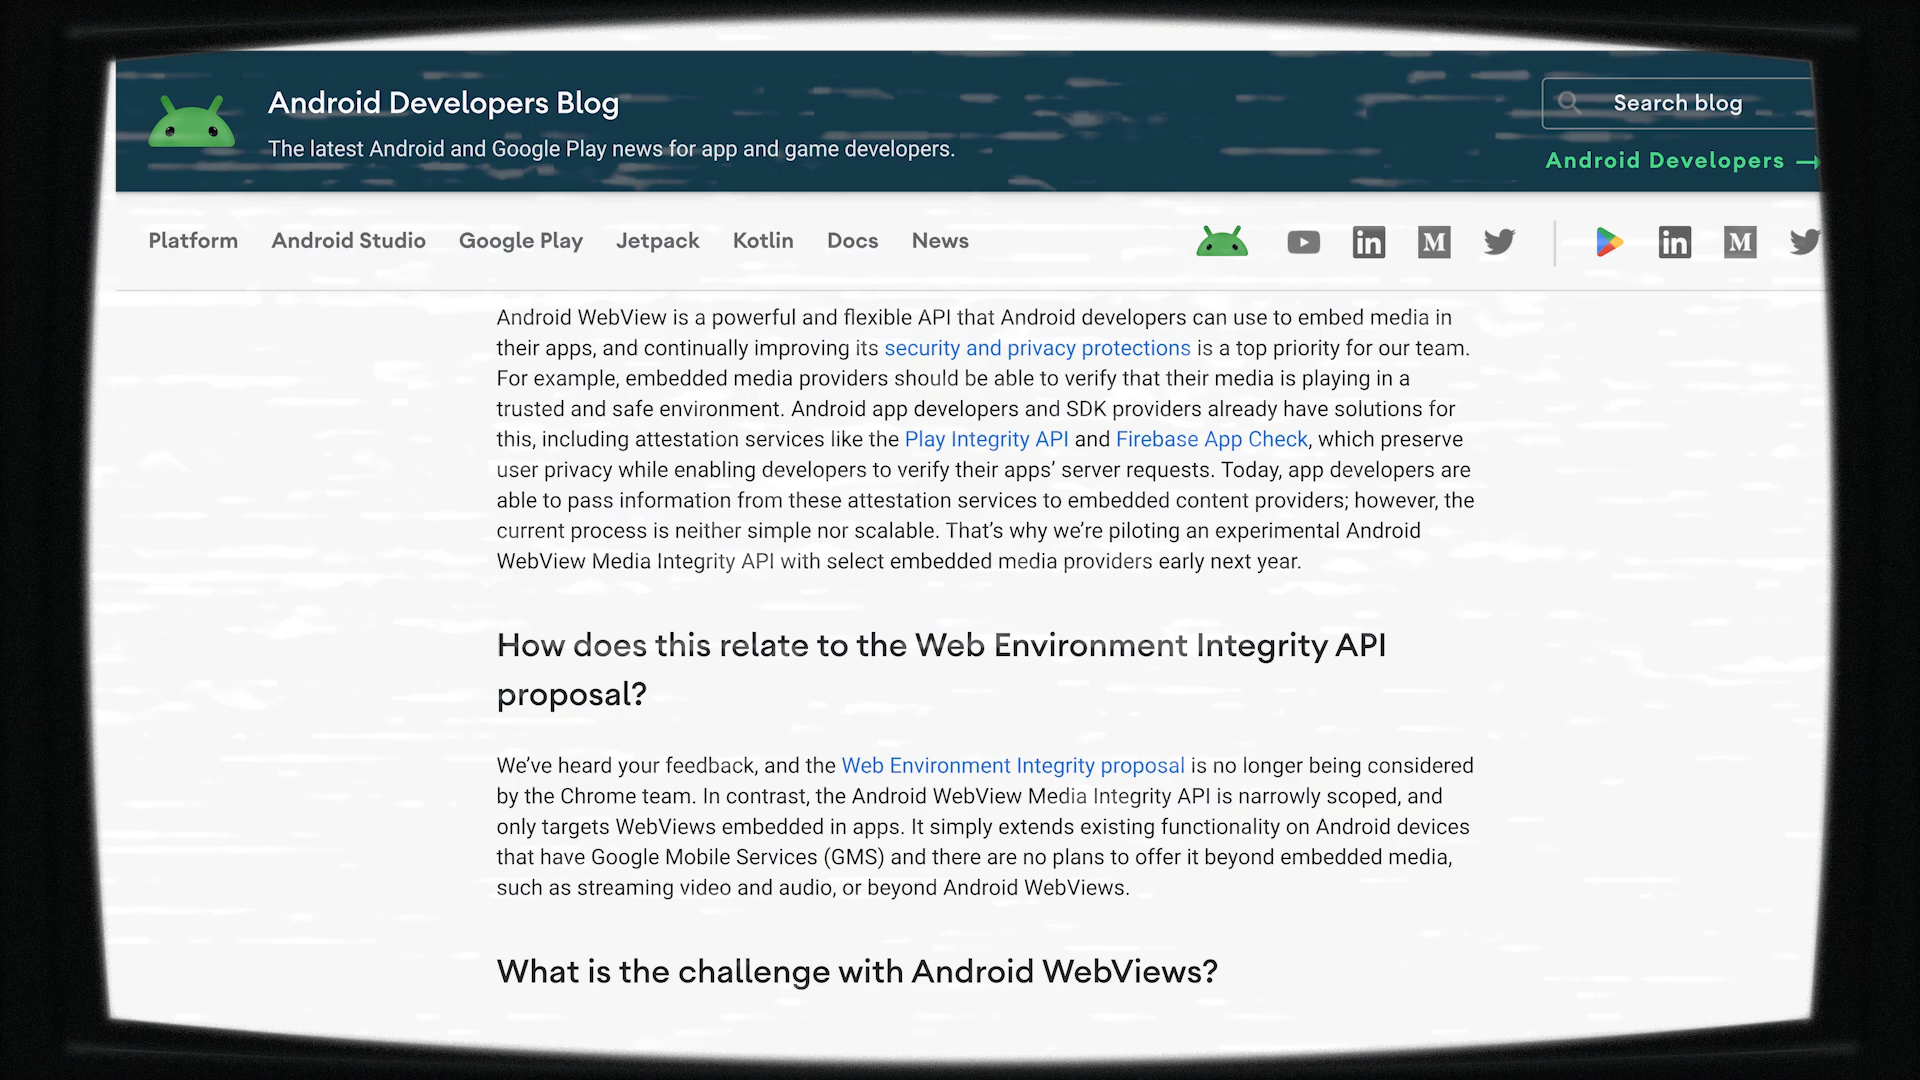 Android Developers Blog
The latest Android and Google Play news for app and game developers.
Search blog
Android Developers →
Platform Android Studio Google Play Jetpack Kotlin Docs News
Android WebView is a powerful and flexible API that Android developers can use to embed media in
their apps, and continually improving its security and privacy protections is a top priority for our team.
For example, embedded media providers should be able to verify that their media is playing in a
trusted and safe environment. Android app developers and SDK providers already have solutions for
this, including attestation services like the Play Integrity API and Firebase App Check, which preserve
user privacy while enabling developers to verify their apps’ server requests. Today, app developers are
able to pass information from these attestation services to embedded content providers; however, the
current process is neither simple nor scalable. That’s why we’re piloting an experimental Android
WebView Media Integrity API with select embedded media providers early next year.
How does this relate to the Web Environment Integrity API
proposal?
We’ve heard your feedback, and the Web Environment Integrity proposal is no longer being considered
by the Chrome team. In contrast, the Android WebView Media Integrity API is narrowly scoped, and
only targets WebViews embedded in apps. It simply extends existing functionality on Android devices
that have Google Mobile Services (GMS) and there are no plans to offer it beyond embedded media,
such as streaming video and audio, or beyond Android WebViews.
What is the challenge with Android WebViews?